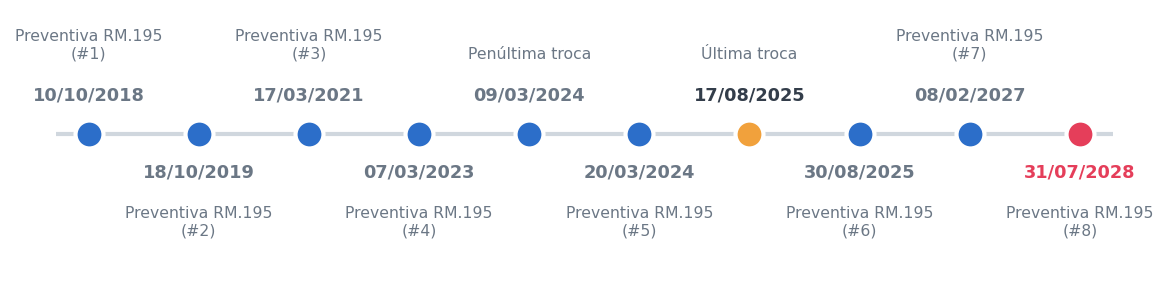 Preventiva RM.195
(#1)
10/10/2018
18/10/2019
Preventiva RM.195
(#2)
Preventiva RM.195
(#3)
17/03/2021
07/03/2023
Preventiva RM.195
(#4)
Penúltima troca
09/03/2024
20/03/2024
Preventiva RM.195
(#5)
Última troca
17/08/2025
30/08/2025
Preventiva RM.195
(#6)
Preventiva RM.195
(#7)
08/02/2027
31/07/2028
Preventiva RM.195
(#8)